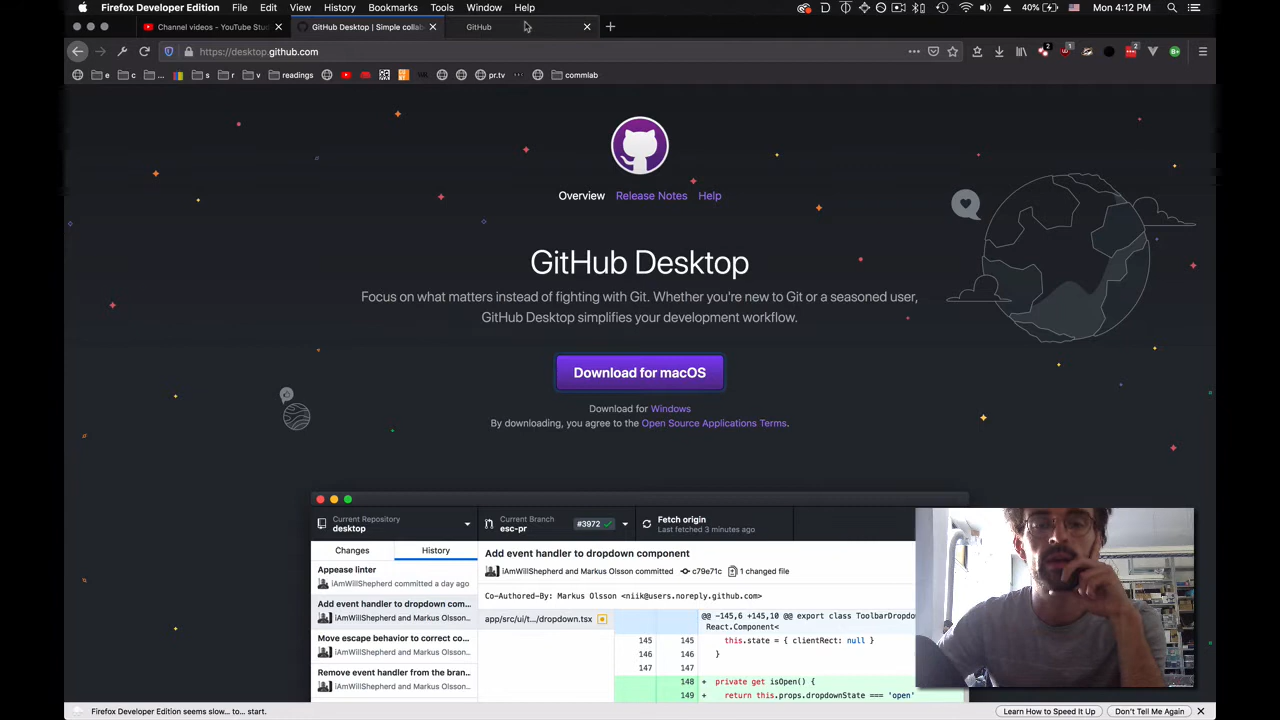 Firefox Developer Edition File Edit View History Bookmarks Tools Window Help 40% Mon 4:12 PM
Channel videos - YouTube Stud GitHub Desktop | Simple collab GitHub
https://desktop.github.com
e c ... s r v readings pr.tv commlab
Overview Release Notes Help
GitHub Desktop
Focus on what matters instead of fighting with Git. Whether you're new to Git or a seasoned user,
GitHub Desktop simplifies your development workflow.
Download for macOS
Download for Windows
By downloading, you agree to the Open Source Applications Terms.
Current Repository
desktop
Current Branch
esc-pr
#3972
Fetch origin
Last fetched 3 minutes ago
Changes History
Appease linter
iAmWillShepherd committed a day ago
Add event handler to dropdown com...
iAmWillShepherd and Markus Olsson...
Move escape behavior to correct co...
iAmWillShepherd and Markus Olsson...
Remove event handler from the bran...
iAmWillShepherd and Markus Olsson...
Add event handler to dropdown component
iAmWillShepherd and Markus Olsson committed c79e71c 1 changed file
Co-Authored-By: Markus Olsson <niik@users.noreply.github.com>
app/src/ui/t.../dropdown.tsx
@@ -145,6 +145,10 @@ export class ToolbarDropdo
React.Component<
145 145 this.state = { clientRect: null }
146 146 }
147 147
148 + private get isOpen() {
149 + return this.props.dropdownState === 'open'
Firefox Developer Edition seems slow... to... start. Learn How to Speed It Up Don't Tell Me Again